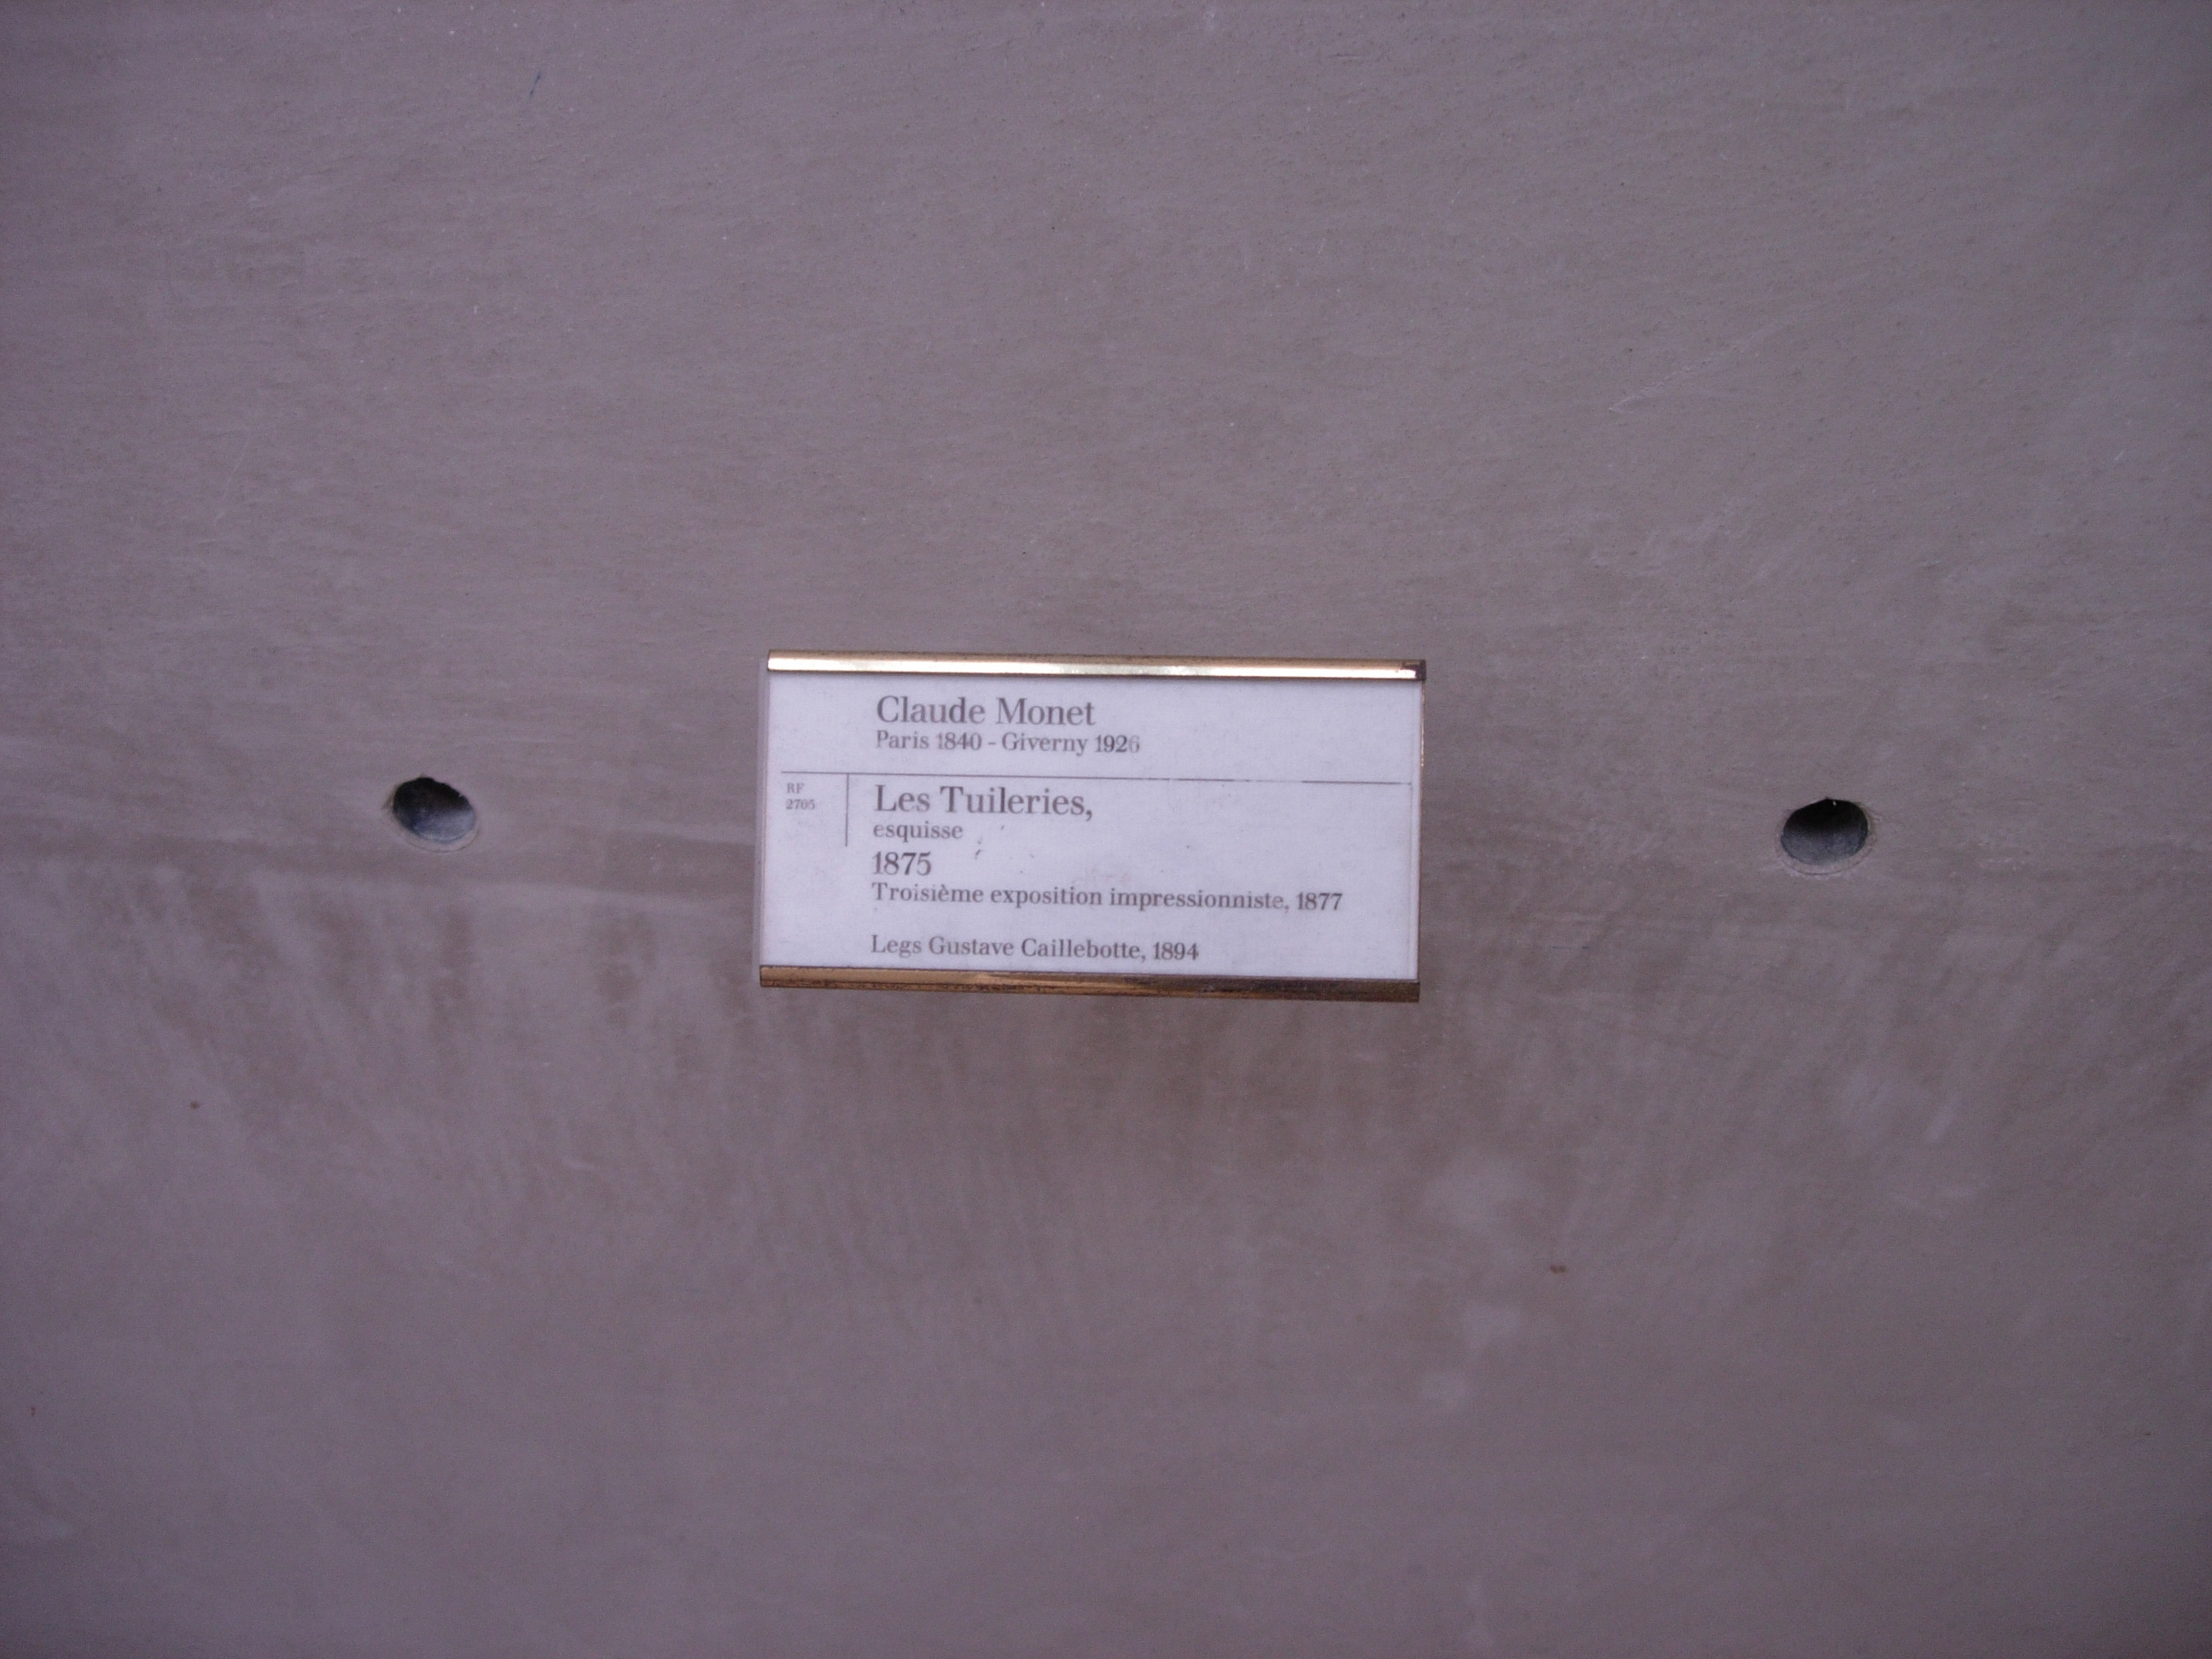 Claude Monet
Paris 1840 - Giverny 1926
RF
2705
Les Tuileries,
esquisse
1875
Troisième exposition impressionniste, 1877
Legs Gustave Caillebotte, 1894